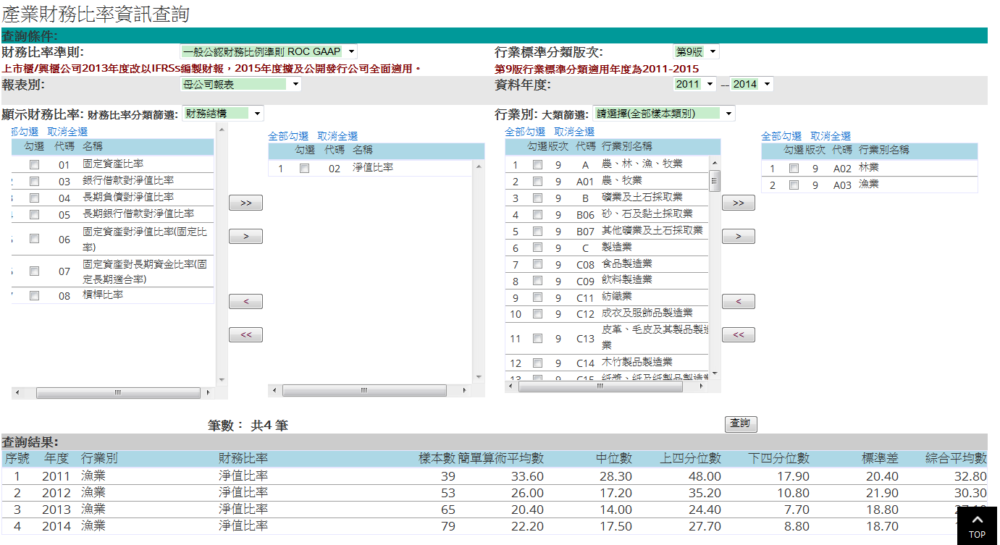 產業財務比率資訊查詢
查詢條件:
財務比率準則: 一般公認財務比例準則 ROC GAAP 行業標準分類版次: 第9版
上市櫃/興櫃公司2013年度改以IFRSs編製財報，2015年度擴及公開發行公司全面適用。 第9版行業標準分類適用年度為2011-2015
報表別: 母公司報表 資料年度: 2011 -- 2014
顯示財務比率: 財務比率分類篩選: 財務結構 行業別: 大類篩選: 請選擇(全部樣本類別)
部勾選 取消全選
勾選 代碼 名稱
01 固定資產比率
03 銀行借款對淨值比率
04 長期負債對淨值比率
05 長期銀行借款對淨值比率
06 固定資產對淨值比率(固定比
率)
07 固定資產對長期資金比率(固
定長期適合率)
08 槓桿比率
全部勾選 取消全選
勾選 代碼 名稱
1 02 淨值比率
>>
>
<
<<
全部勾選 取消全選
勾選版次 代碼 行業別名稱
1 9 A 農、林、漁、牧業
2 9 A01 農、牧業
3 9 B 礦業及土石採取業
4 9 B06 砂、石及黏土採取業
5 9 B07 其他礦業及土石採取業
6 9 C 製造業
7 9 C08 食品製造業
8 9 C09 飲料製造業
9 9 C11 紡織業
10 9 C12 成衣及服飾品製造業
11 9 C13 皮革、毛皮及其製品製造
業
12 9 C14 木竹製品製造業
13 9 C15 紙漿、紙及紙製品製造業
>>
>
<
<<
全部勾選 取消全選
勾選版次 代碼 行業別名稱
1 9 A02 林業
2 9 A03 漁業
筆數： 共4 筆 查詢
查詢結果:
序號 年度 行業別 財務比率 樣本數 簡單算術平均數 中位數 上四分位數 下四分位數 標準差 綜合平均數
1 2011 漁業 淨值比率 39 33.60 28.30 48.00 17.90 20.40 32.80
2 2012 漁業 淨值比率 53 26.00 17.20 35.20 10.80 21.90 30.30
3 2013 漁業 淨值比率 65 20.40 14.00 24.40 7.70 18.80
4 2014 漁業 淨值比率 79 22.20 17.50 27.70 8.80 18.70
TOP